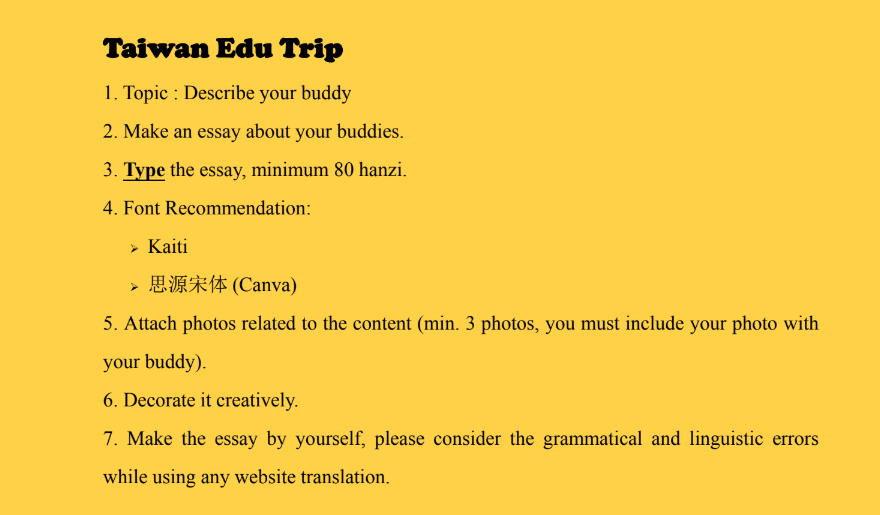 Taiwan Edu Trip
1. Topic : Describe your buddy
2. Make an essay about your buddies.
3. Type the essay, minimum 80 hanzi.
4. Font Recommendation:
➢ Kaiti
➢ 思源宋体 (Canva)
5. Attach photos related to the content (min. 3 photos, you must include your photo with
your buddy).
6. Decorate it creatively.
7. Make the essay by yourself, please consider the grammatical and linguistic errors
while using any website translation.